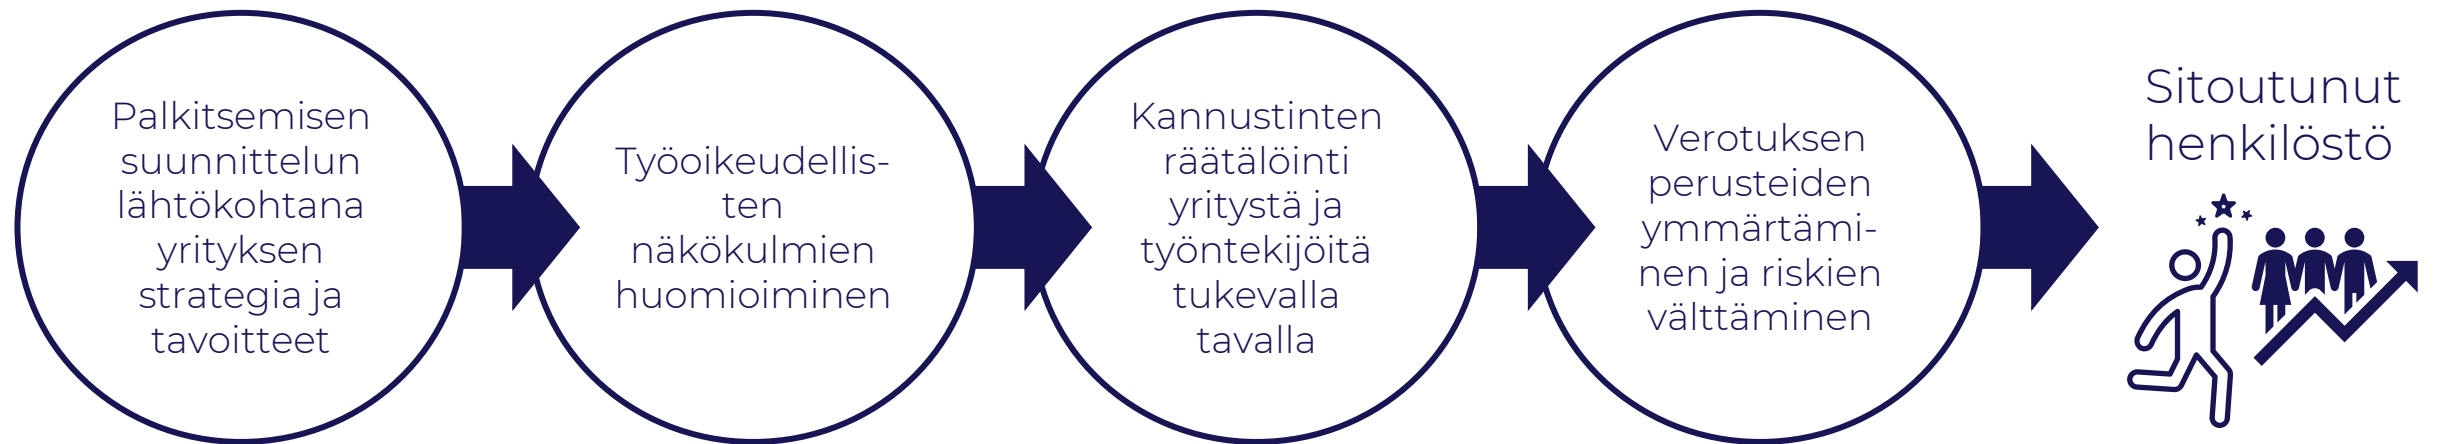 Palkitsemisen
suunnittelun
lähtökohtana
yrityksen
strategia ja
tavoitteet
Työoikeudellis-
ten
näkökulmien
huomioiminen
Kannustinten
räätälöinti
yritystä ja
työntekijöitä
tukevalla
tavalla
Verotuksen
perusteiden
ymmärtämi-
nen ja riskien
välttäminen
Sitoutunut
henkilöstö